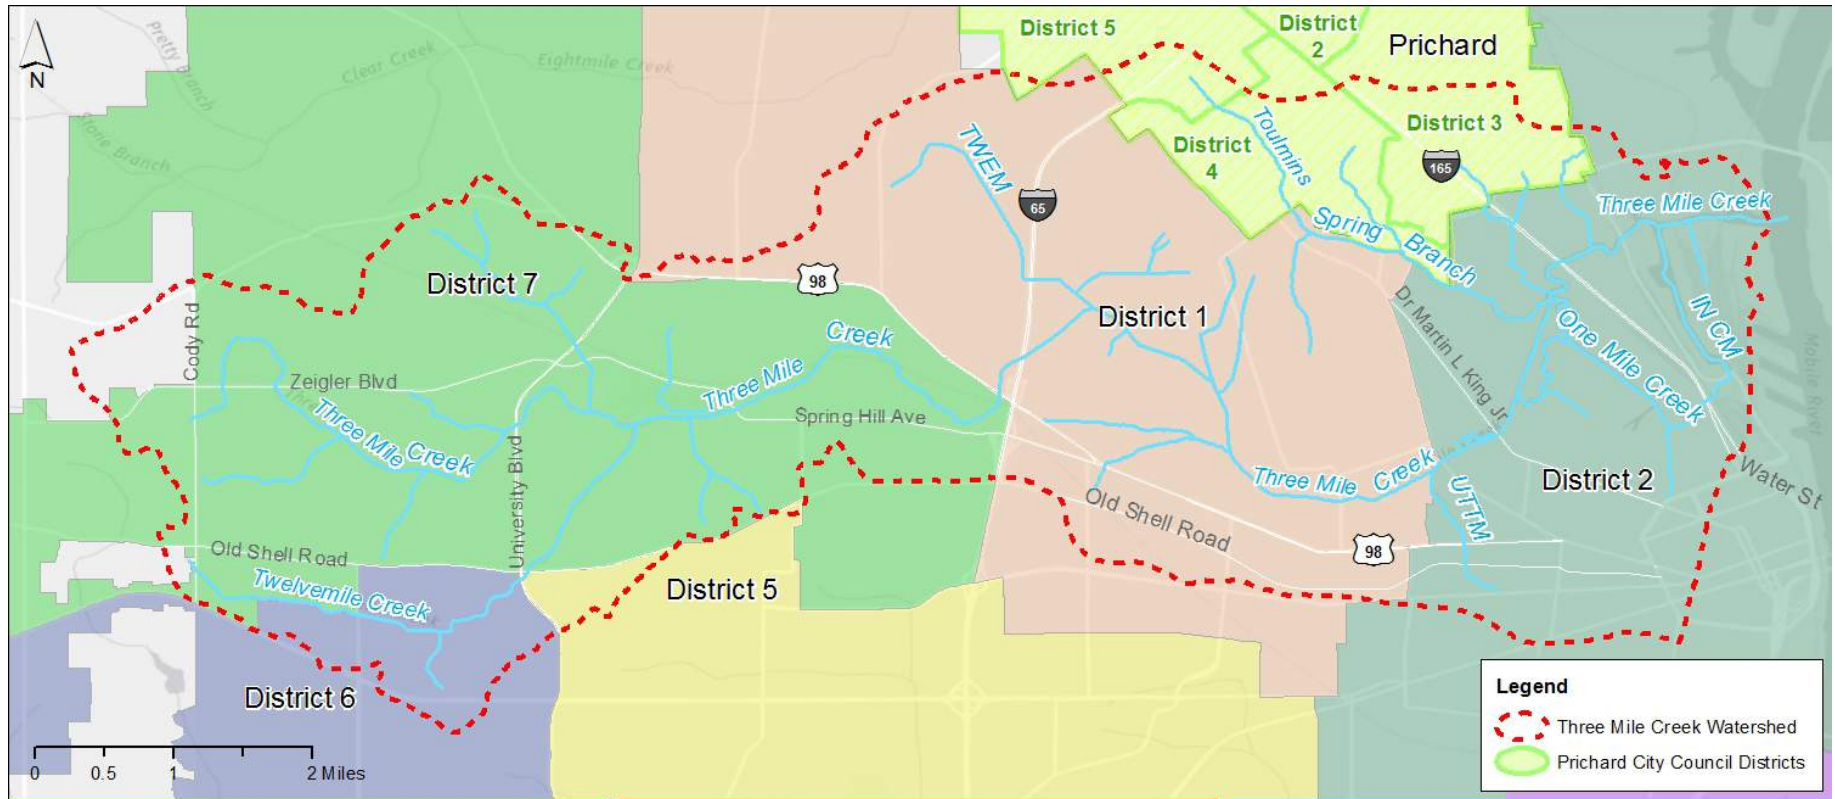 N
Pretty Branch
Clear Creek
Eightmile Creek
Stone Branch
District 5
District
2
Prichard
District 3
District
4
TWEM
Toulmins
Spring
Branch
165
65
Three Mile Creek
District 7
98
Creek
District 1
Cody Rd
Zeigler Blvd
Three Mile
Creek
Three Mile
Spring Hill Ave
Dr Martin L King Jr
One Mile Creek
IN CM
Mobile River
University Blvd
Three Mile
Creek
UTTM
District 2
Water St
Old Shell Road
98
Old Shell Road
Twelvemile Creek
District 5
District 6
0 0.5 1 2 Miles
Legend
Three Mile Creek Watershed
Prichard City Council Districts